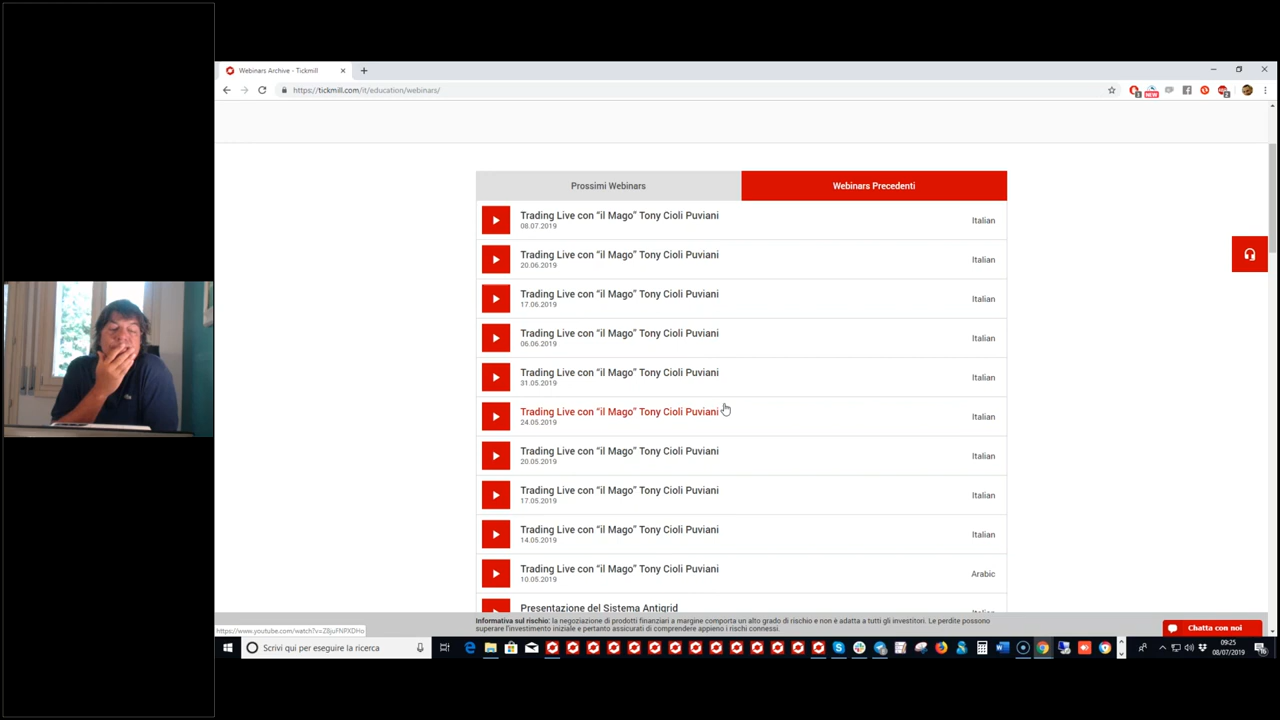 Webinars Archive - Tickmill
https://tickmill.com/it/education/webinars/
NEW
Prossimi Webinars
Webinars Precedenti
Trading Live con "il Mago" Tony Cioli Puviani
08.07.2019
Italian
Trading Live con "il Mago" Tony Cioli Puviani
20.06.2019
Italian
Trading Live con "il Mago" Tony Cioli Puviani
17.06.2019
Italian
Trading Live con "il Mago" Tony Cioli Puviani
06.06.2019
Italian
Trading Live con "il Mago" Tony Cioli Puviani
31.05.2019
Italian
Trading Live con "il Mago" Tony Cioli Puviani
24.05.2019
Italian
Trading Live con "il Mago" Tony Cioli Puviani
20.05.2019
Italian
Trading Live con "il Mago" Tony Cioli Puviani
17.05.2019
Italian
Trading Live con "il Mago" Tony Cioli Puviani
14.05.2019
Italian
Trading Live con "il Mago" Tony Cioli Puviani
10.05.2019
Arabic
Presentazione del Sistema Antigrid
Informativa sul rischio: la negoziazione di prodotti finanziari a margine comporta un alto grado di rischio e non è adatta a tutti gli investitori. Le perdite possono
superare l'investimento iniziale e pertanto assicurati di comprendere appieno i rischi connessi.
Chatta con noi
Scrivi qui per eseguire la ricerca
09:25
08/07/2019